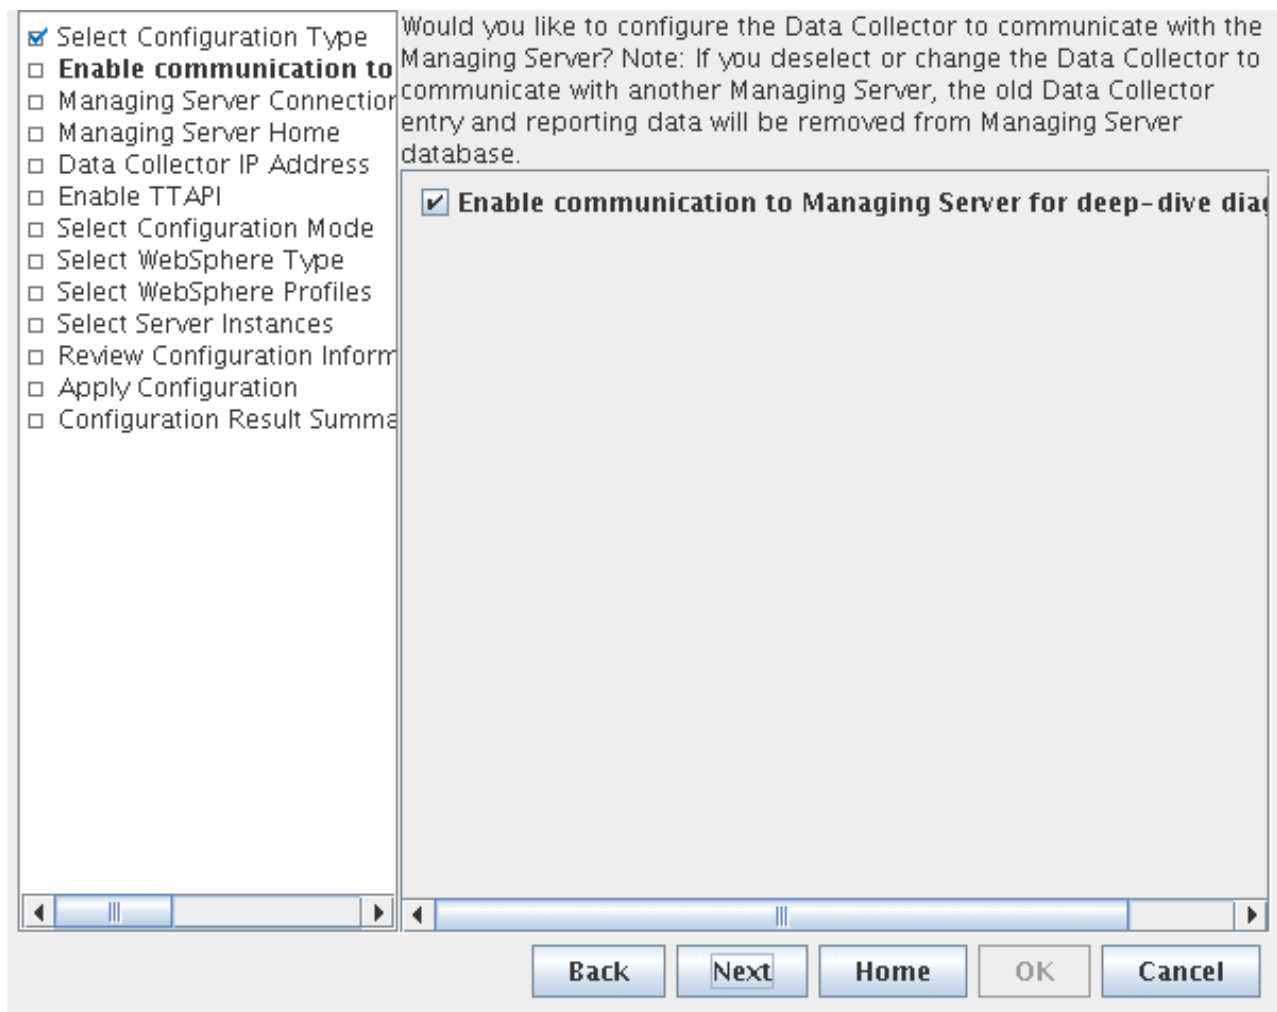 Select Configuration Type
Enable communication to
Managing Server Connection
Managing Server Home
Data Collector IP Address
Enable TTAPI
Select Configuration Mode
Select WebSphere Type
Select WebSphere Profiles
Select Server Instances
Review Configuration Inform
Apply Configuration
Configuration Result Summa
Would you like to configure the Data Collector to communicate with the
Managing Server? Note: If you deselect or change the Data Collector to
communicate with another Managing Server, the old Data Collector
entry and reporting data will be removed from Managing Server
database.
Enable communication to Managing Server for deep-dive diag
Back Next Home OK Cancel